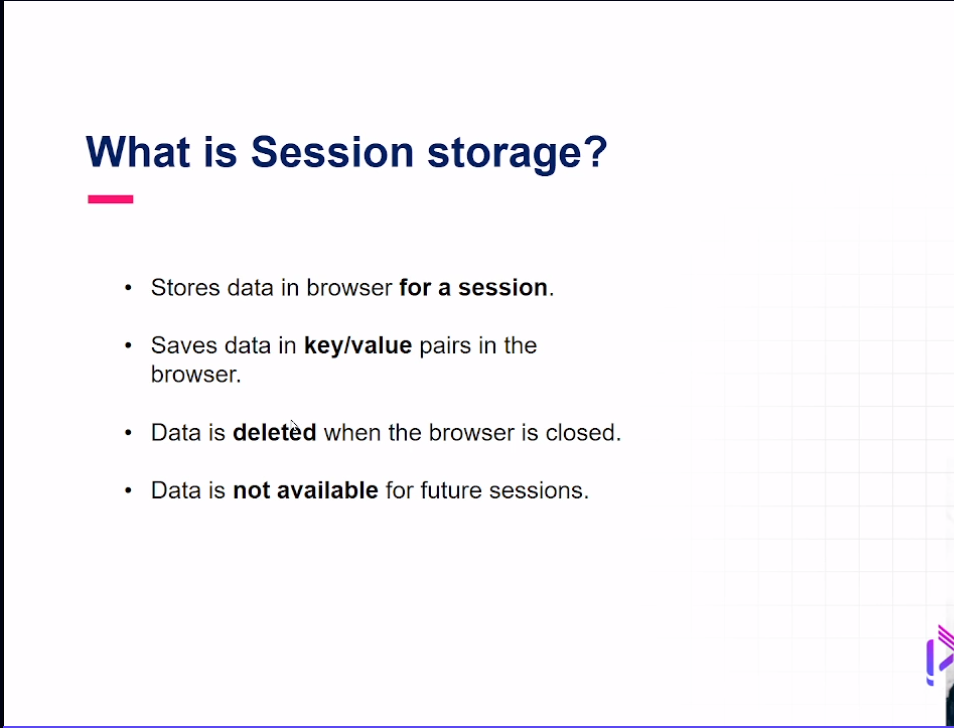 What is Session storage?
• Stores data in browser for a session.
• Saves data in key/value pairs in the
browser.
• Data is deleted when the browser is closed.
• Data is not available for future sessions.